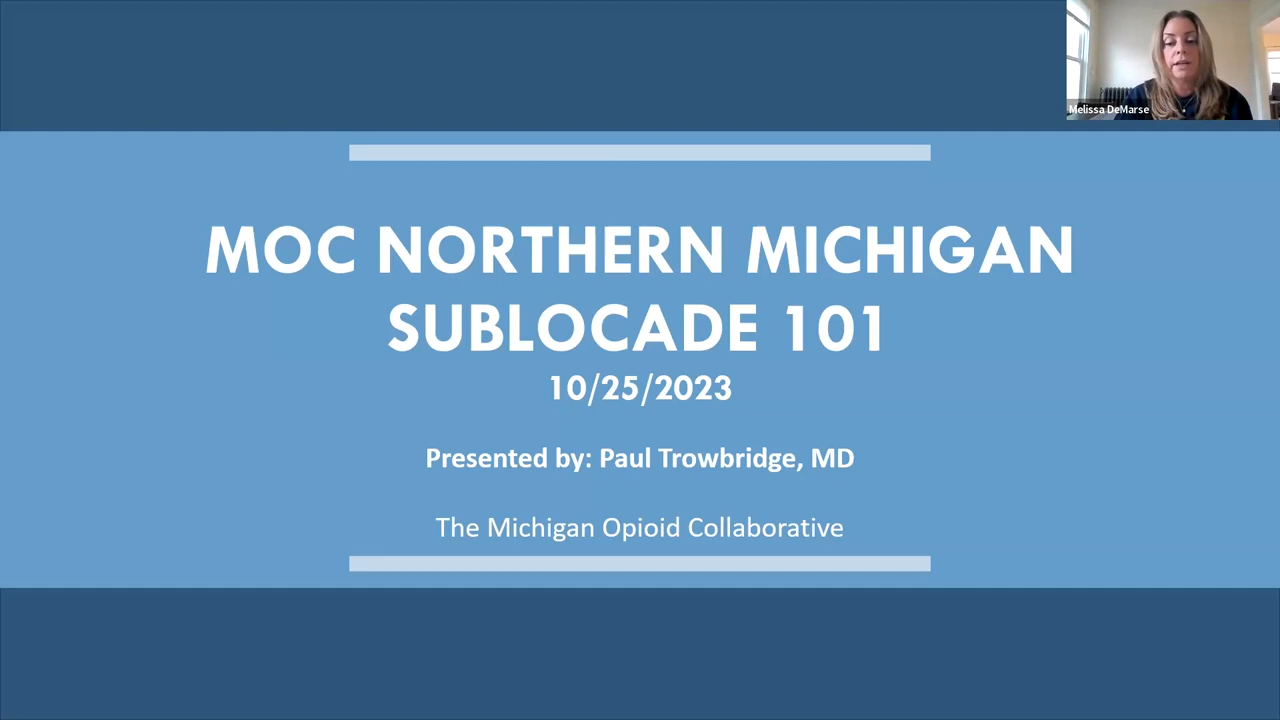 Melissa DeMarse
MOC NORTHERN MICHIGAN
SUBLOCADE 101
10/25/2023
Presented by: Paul Trowbridge, MD
The Michigan Opioid Collaborative